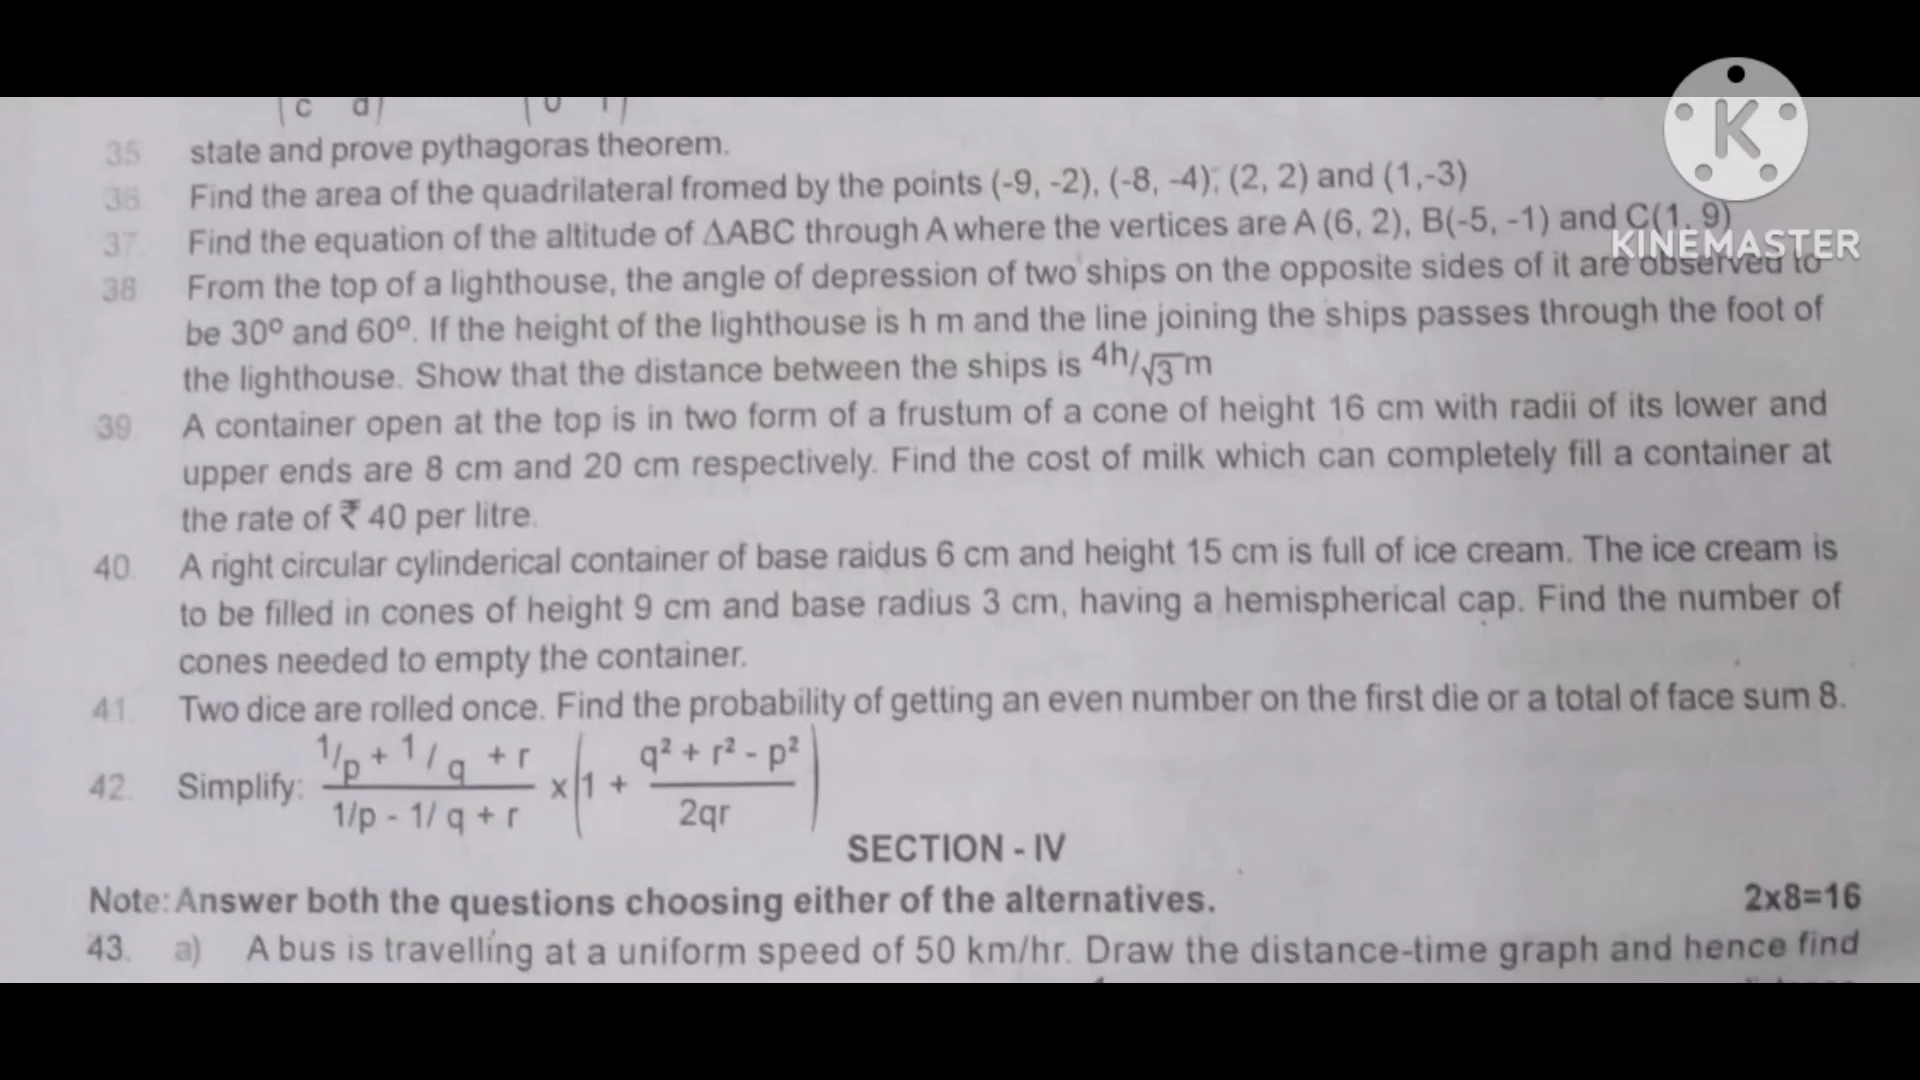 K
KINEMASTER
35 state and prove pythagoras theorem.
36 Find the area of the quadrilateral fromed by the points (-9, -2), (-8, -4), (2, 2) and (1,-3)
37. Find the equation of the altitude of ΔABC through A where the vertices are A (6, 2), B(-5, -1) and C(1, 9)
38 From the top of a lighthouse, the angle of depression of two ships on the opposite sides of it are observed to
be 30º and 60º. If the height of the lighthouse is h m and the line joining the ships passes through the foot of
the lighthouse. Show that the distance between the ships is 4h/√3 m
39 A container open at the top is in two form of a frustum of a cone of height 16 cm with radii of its lower and
upper ends are 8 cm and 20 cm respectively. Find the cost of milk which can completely fill a container at
the rate of ₹ 40 per litre.
40. A right circular cylinderical container of base raidus 6 cm and height 15 cm is full of ice cream. The ice cream is
to be filled in cones of height 9 cm and base radius 3 cm, having a hemispherical cap. Find the number of
cones needed to empty the container.
41. Two dice are rolled once. Find the probability of getting an even number on the first die or a total of face sum 8.
42. Simplify: 1/p + 1/q + r / 1/p - 1/q + r x (1 + q² + r² - p² / 2qr)
SECTION - IV
Note: Answer both the questions choosing either of the alternatives. 2x8=16
43. a) A bus is travelling at a uniform speed of 50 km/hr. Draw the distance-time graph and hence find